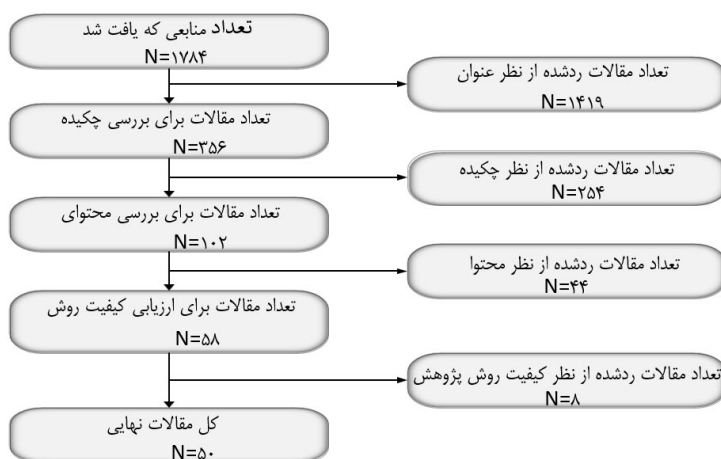 تعداد منابعی که یافت شد
N=۱۷۸۴
تعداد مقالات ردشده از نظر عنوان
N=۱۴۱۹
تعداد مقالات برای بررسی چکیده
N=۳۵۶
تعداد مقالات ردشده از نظر چکیده
N=۲۵۴
تعداد مقالات برای بررسی محتوای
N=۱۰۲
تعداد مقالات ردشده از نظر محتوا
N=۴۴
تعداد مقالات برای ارزیابی کیفیت روش
N=۵۸
تعداد مقالات ردشده از نظر کیفیت روش پژوهش
N=۸
کل مقالات نهایی
N=۵۰